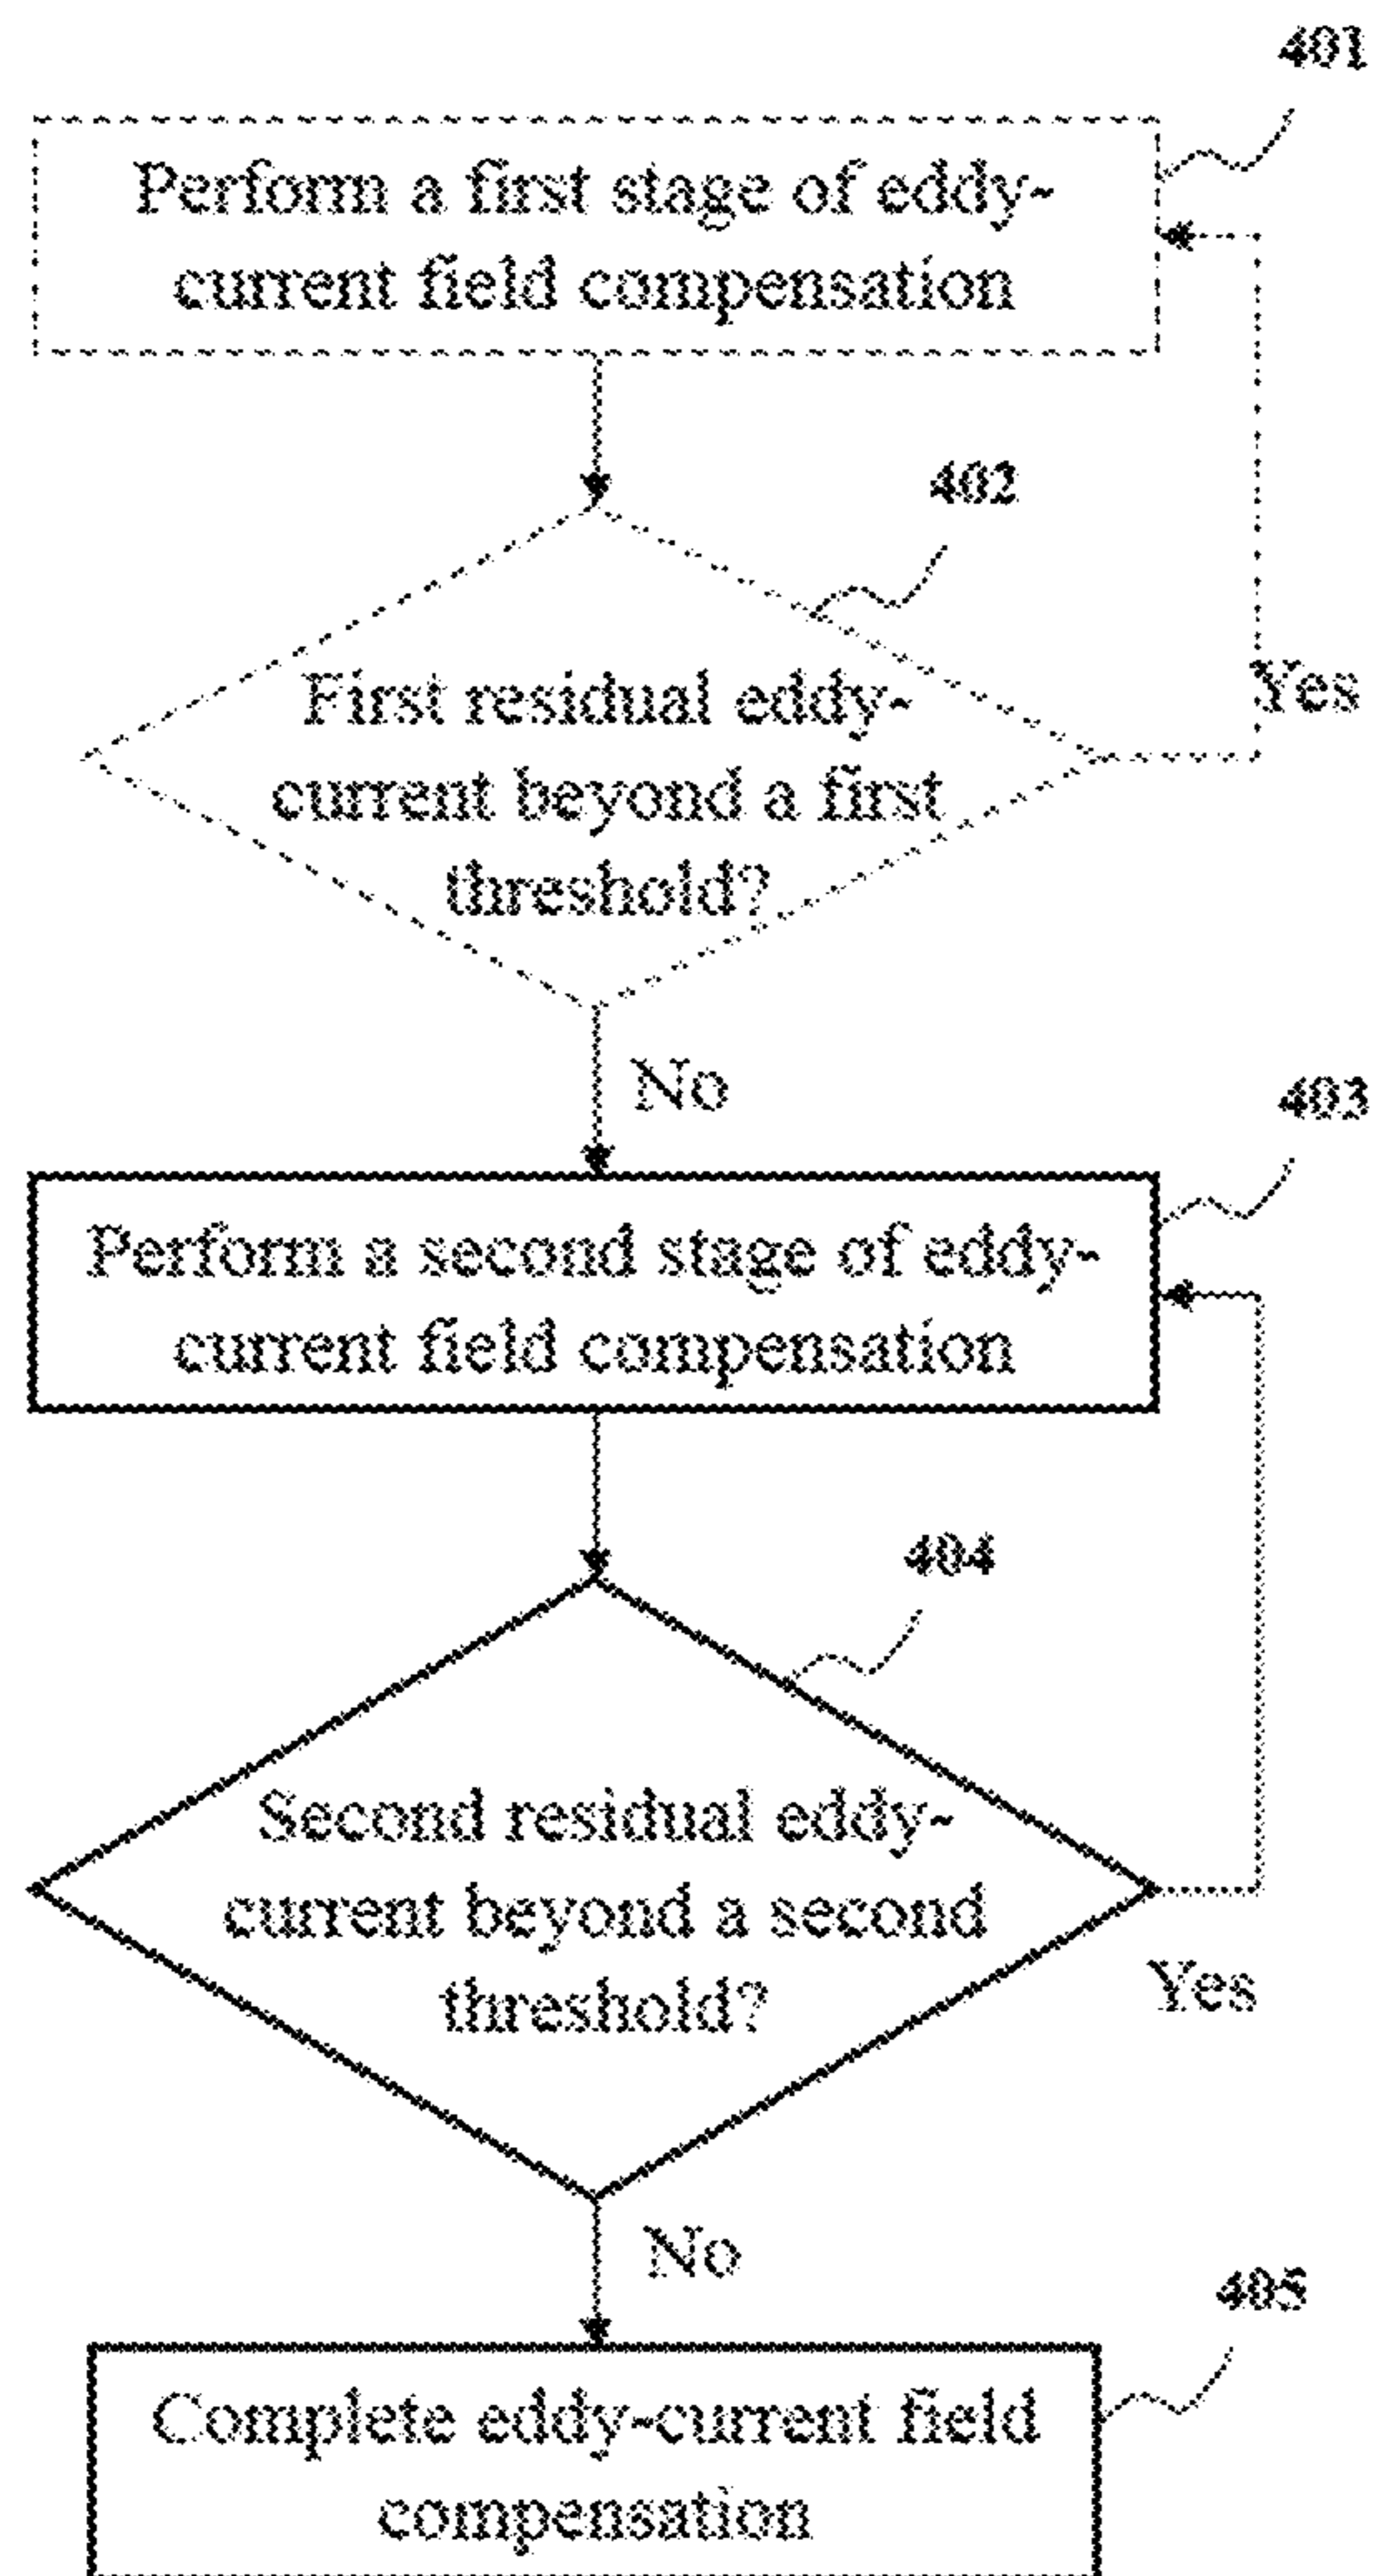 401
Perform a first stage of eddy-
current field compensation
402
First residual eddy-
current beyond a first
threshold?
Yes
No
403
Perform a second stage of eddy-
current field compensation
404
Second residual eddy-
current beyond a second
threshold?
Yes
No
405
Complete eddy-current field
compensation